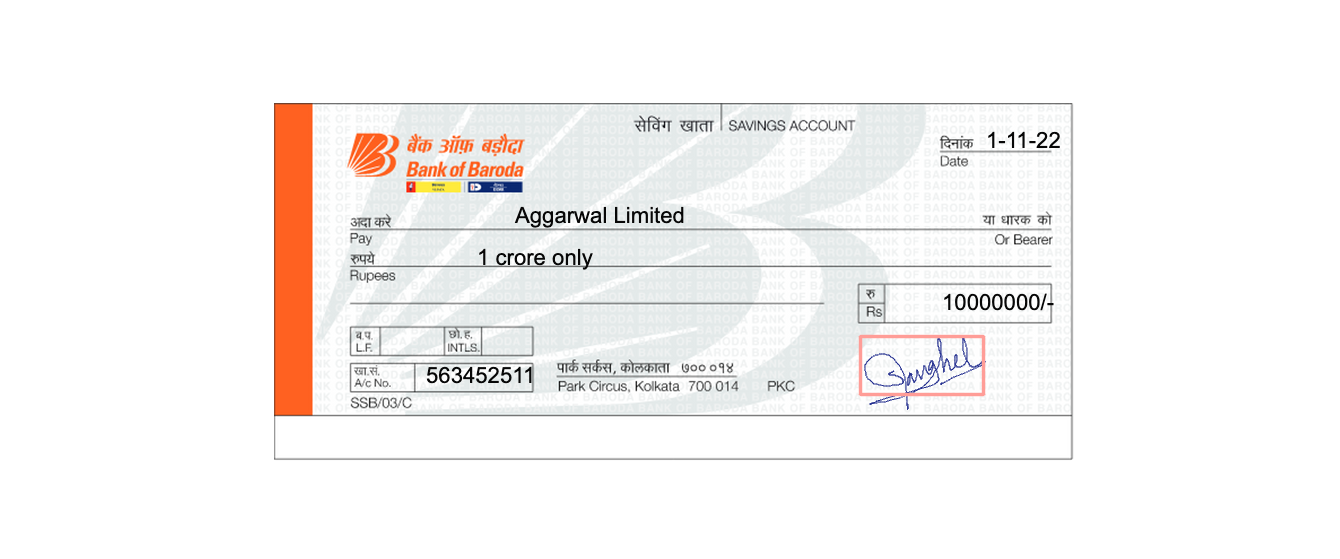 सेविंग खाता SAVINGS ACCOUNT
दिनांक 1-11-22
Date
बैंक ऑफ़ बड़ौदा
Bank of Baroda
अदा करे Aggarwal Limited या धारक को
Pay Or Bearer
रुपये 1 crore only
Rupees
रु
Rs 10000000/-
ब.प. छो.ह.
L.F. INTLS.
खा.सं.
A/c No. 563452511
पार्क सर्कस, कोलकाता ७०० ०१४
Park Circus, Kolkata 700 014 PKC
SSB/03/C